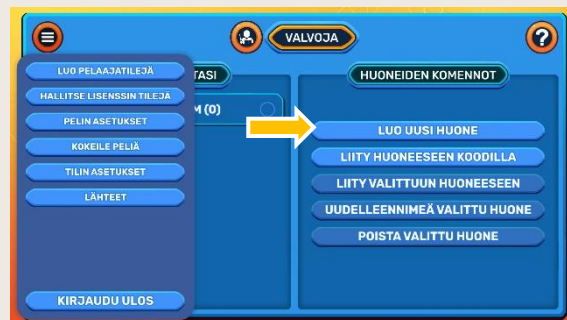 VALVOJA
?
LUO PELAAJATILEJÄ
HALLITSE LISENSSIN TILEJÄ
PELIN ASETUKSET
KOKEILE PELIÄ
TILIN ASETUKSET
LÄHTEET
KIRJAUDU ULOS
TASI
M (0)
HUONEIDEN KOMENNOT
LUO UUSI HUONE
LIITY HUONEESEEN KOODILLA
LIITY VALITTUUN HUONEESEEN
UUDELLEENNIMEÄ VALITTU HUONE
POISTA VALITTU HUONE